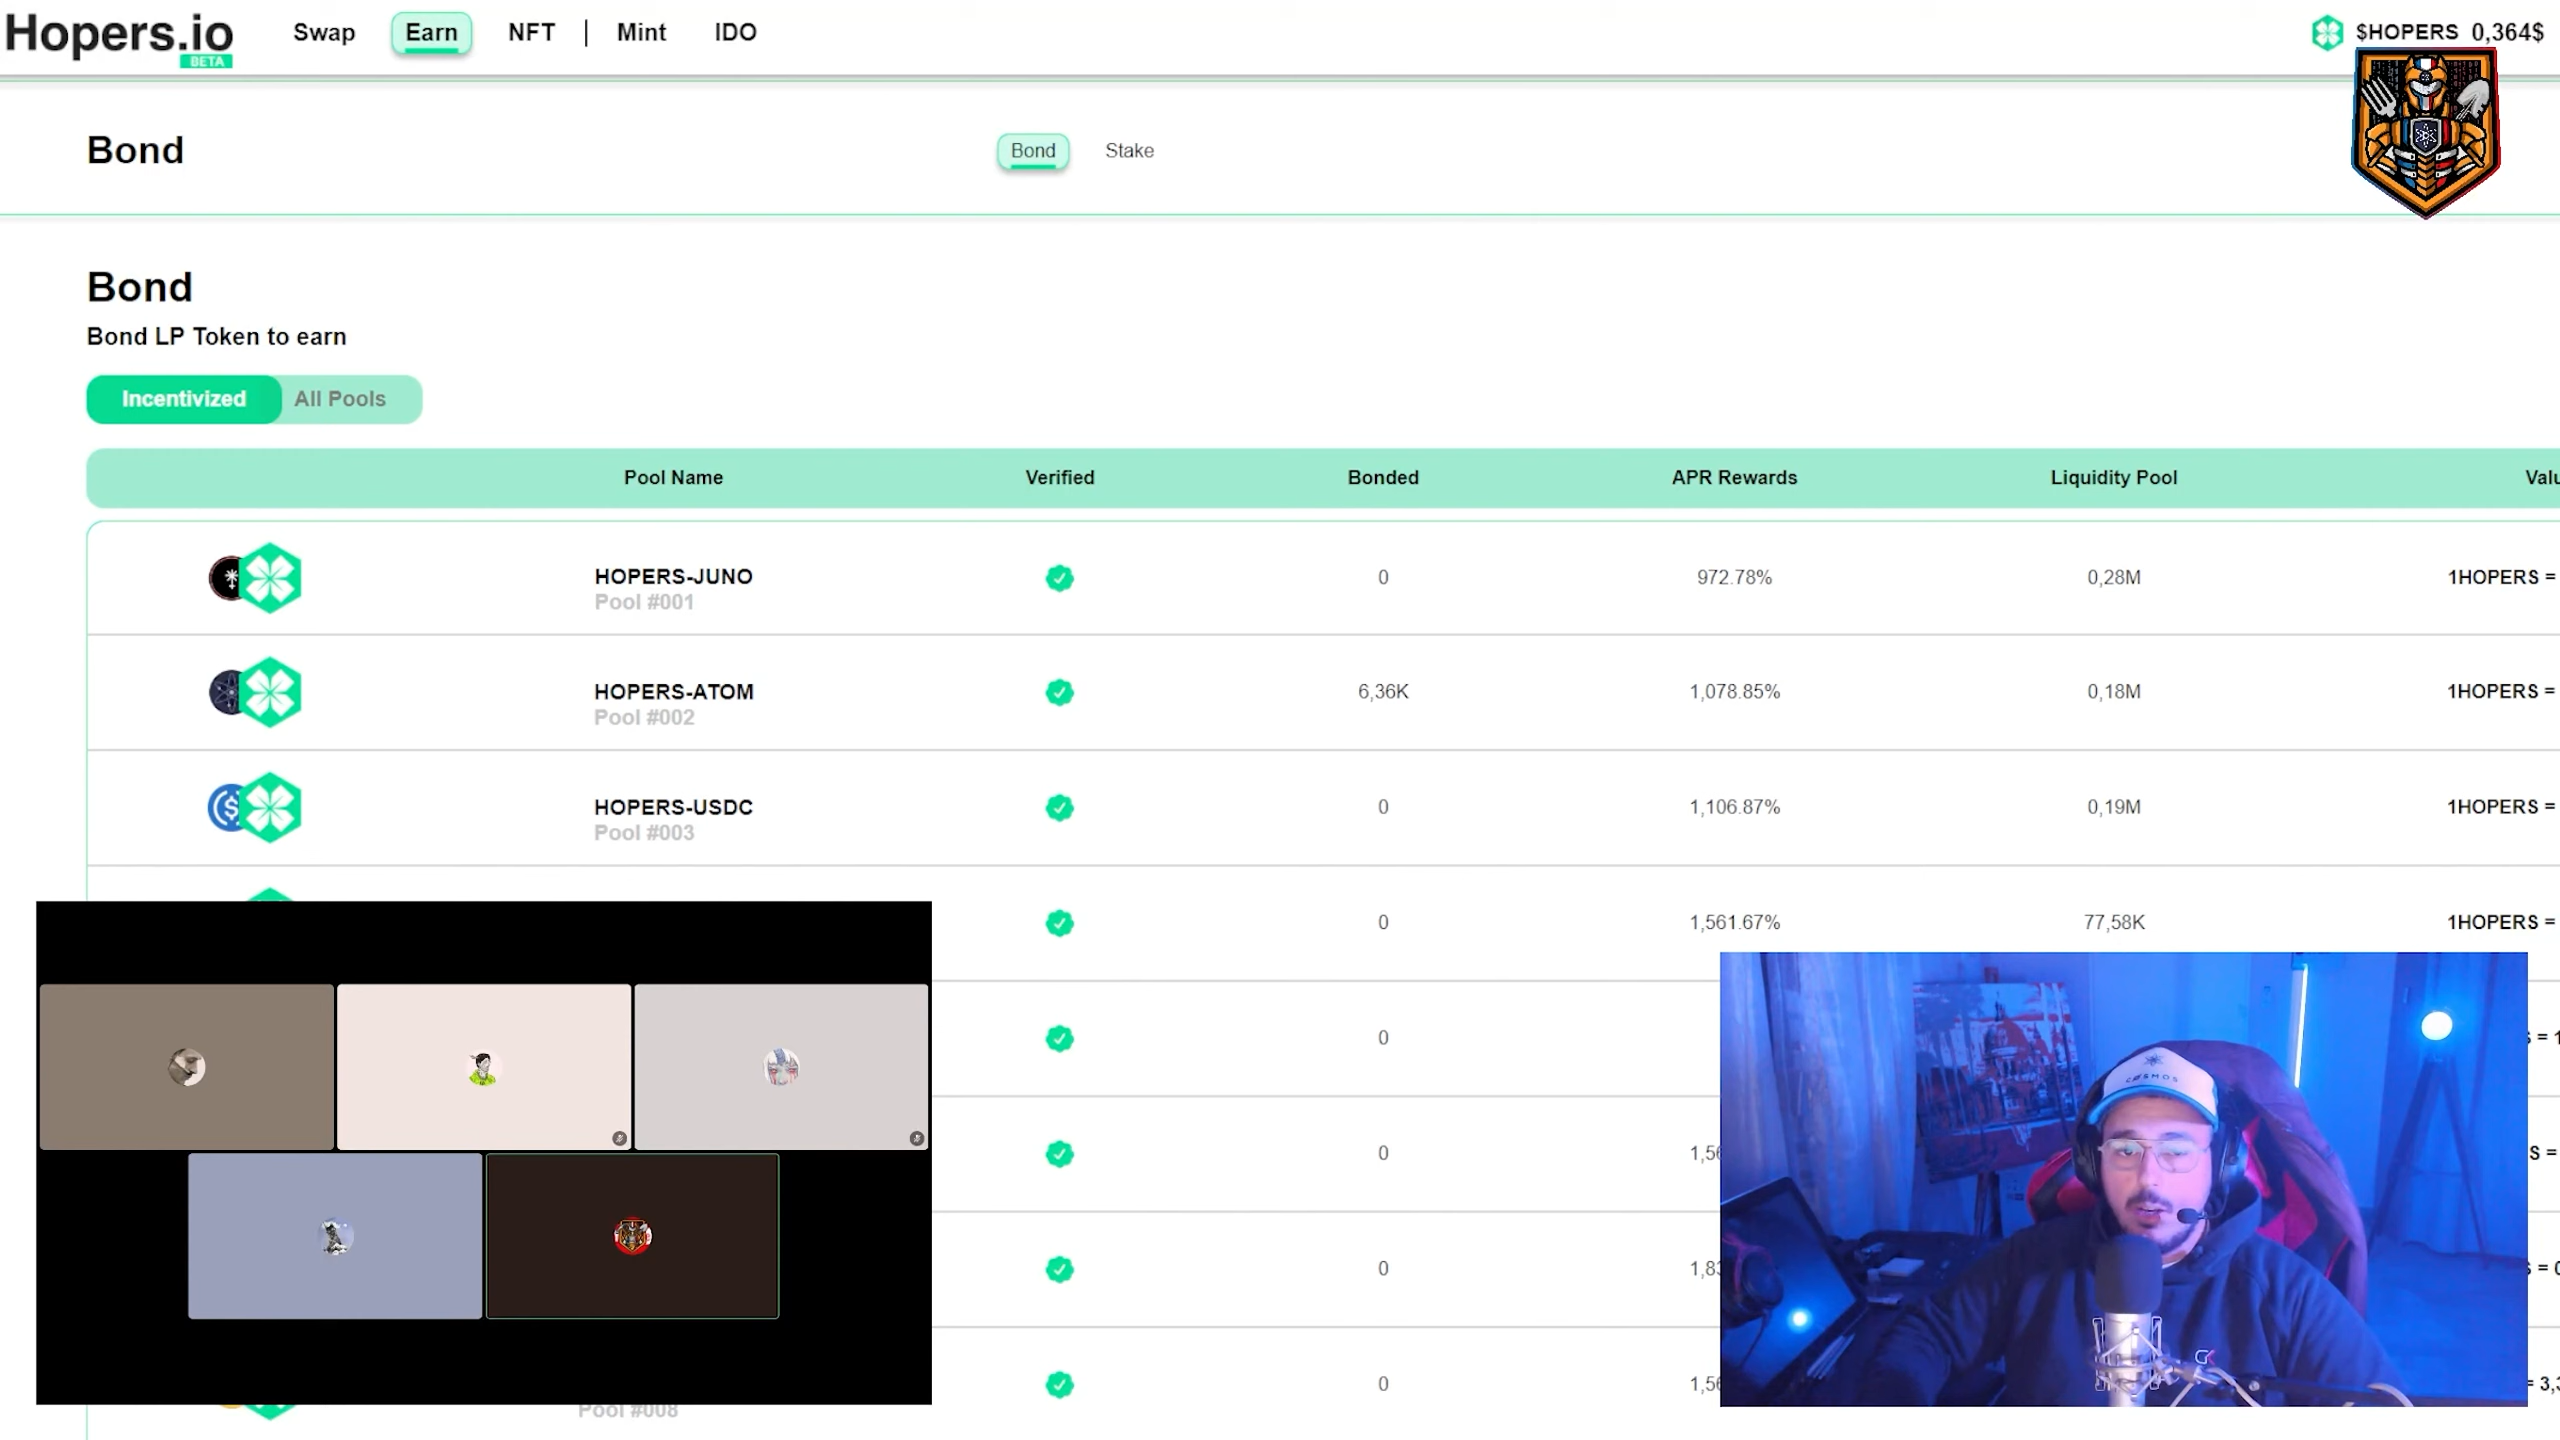 Hopers.io
BETA
Swap
Earn
NFT
|
Mint
IDO
$HOPERS 0,364$
Bond
Bond
Stake
Bond
Bond LP Token to earn
Incentivized
All Pools
Pool Name
Verified
Bonded
APR Rewards
Liquidity Pool
HOPERS-JUNO
Pool #001
0
972.78%
0,28M
1HOPERS =
HOPERS-ATOM
Pool #002
6,36K
1,078.85%
0,18M
1HOPERS =
HOPERS-USDC
Pool #003
0
1,106.87%
0,19M
1HOPERS =
0
1,561.67%
77,58K
1HOPERS =
0
0
0
0
Pool #008
COSMOS